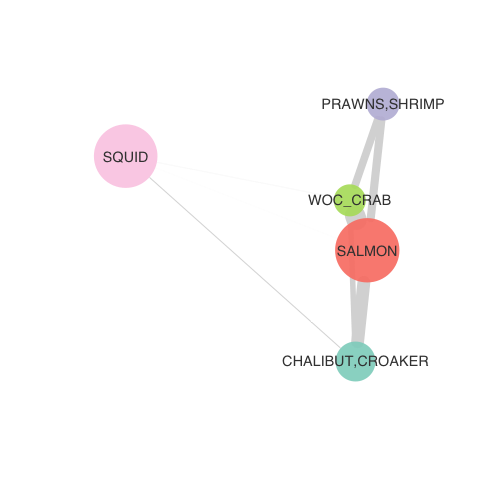 PRAWNS,SHRIMP
SQUID
WOC_CRAB
SALMON
CHALIBUT,CROAKER